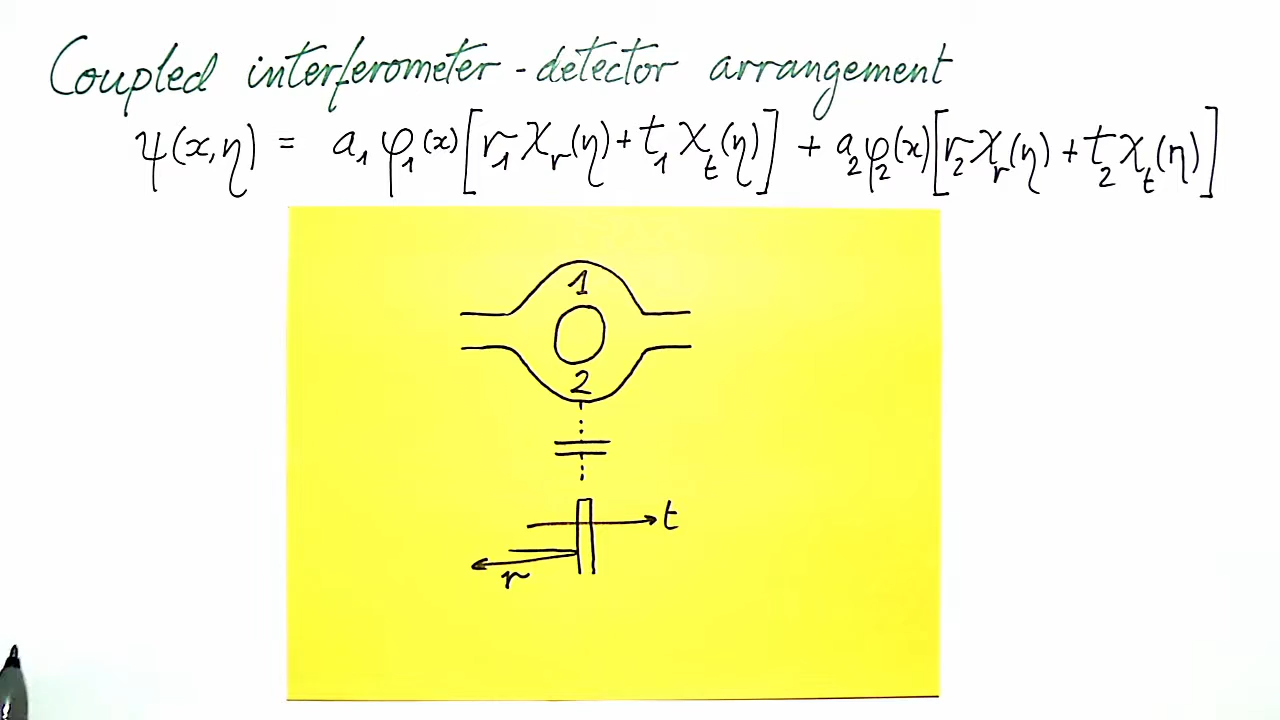 Coupled interferometer - detector arrangement
ψ(x,η) = a₁φ₁(x)[r₁χᵣ(η)+t₁χₜ(η)] + a₂φ₂(x)[r₂χᵣ(η)+t₂χₜ(η)]
1
2
t
r